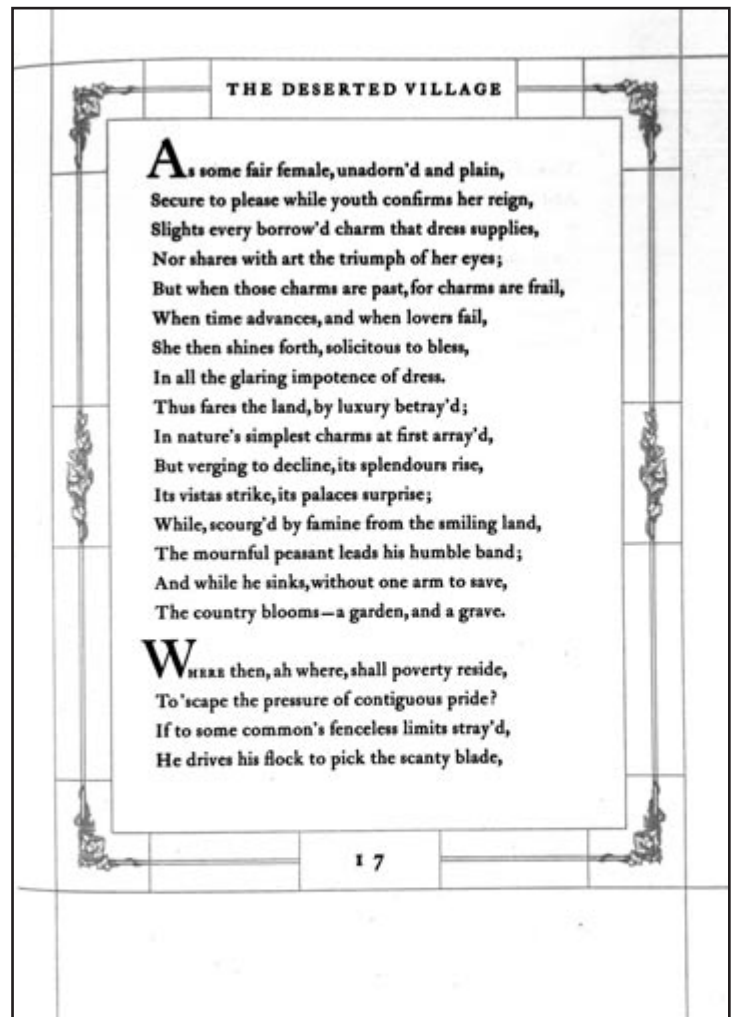 THE DESERTED VILLAGE
As some fair female, unadorn'd and plain,
Secure to please while youth confirms her reign,
Slights every borrow'd charm that dress supplies,
Nor shares with art the triumph of her eyes;
But when those charms are past, for charms are frail,
When time advances, and when lovers fail,
She then shines forth, solicitous to bless,
In all the glaring impotence of dress.
Thus fares the land, by luxury betray'd;
In nature's simplest charms at first array'd,
But verging to decline, its splendours rise,
Its vistas strike, its palaces surprise;
While, scourg'd by famine from the smiling land,
The mournful peasant leads his humble band;
And while he sinks, without one arm to save,
The country blooms—a garden, and a grave.
WHERE then, ah where, shall poverty reside,
To 'scape the pressure of contiguous pride?
If to some common's fenceless limits stray'd,
He drives his flock to pick the scanty blade,
17